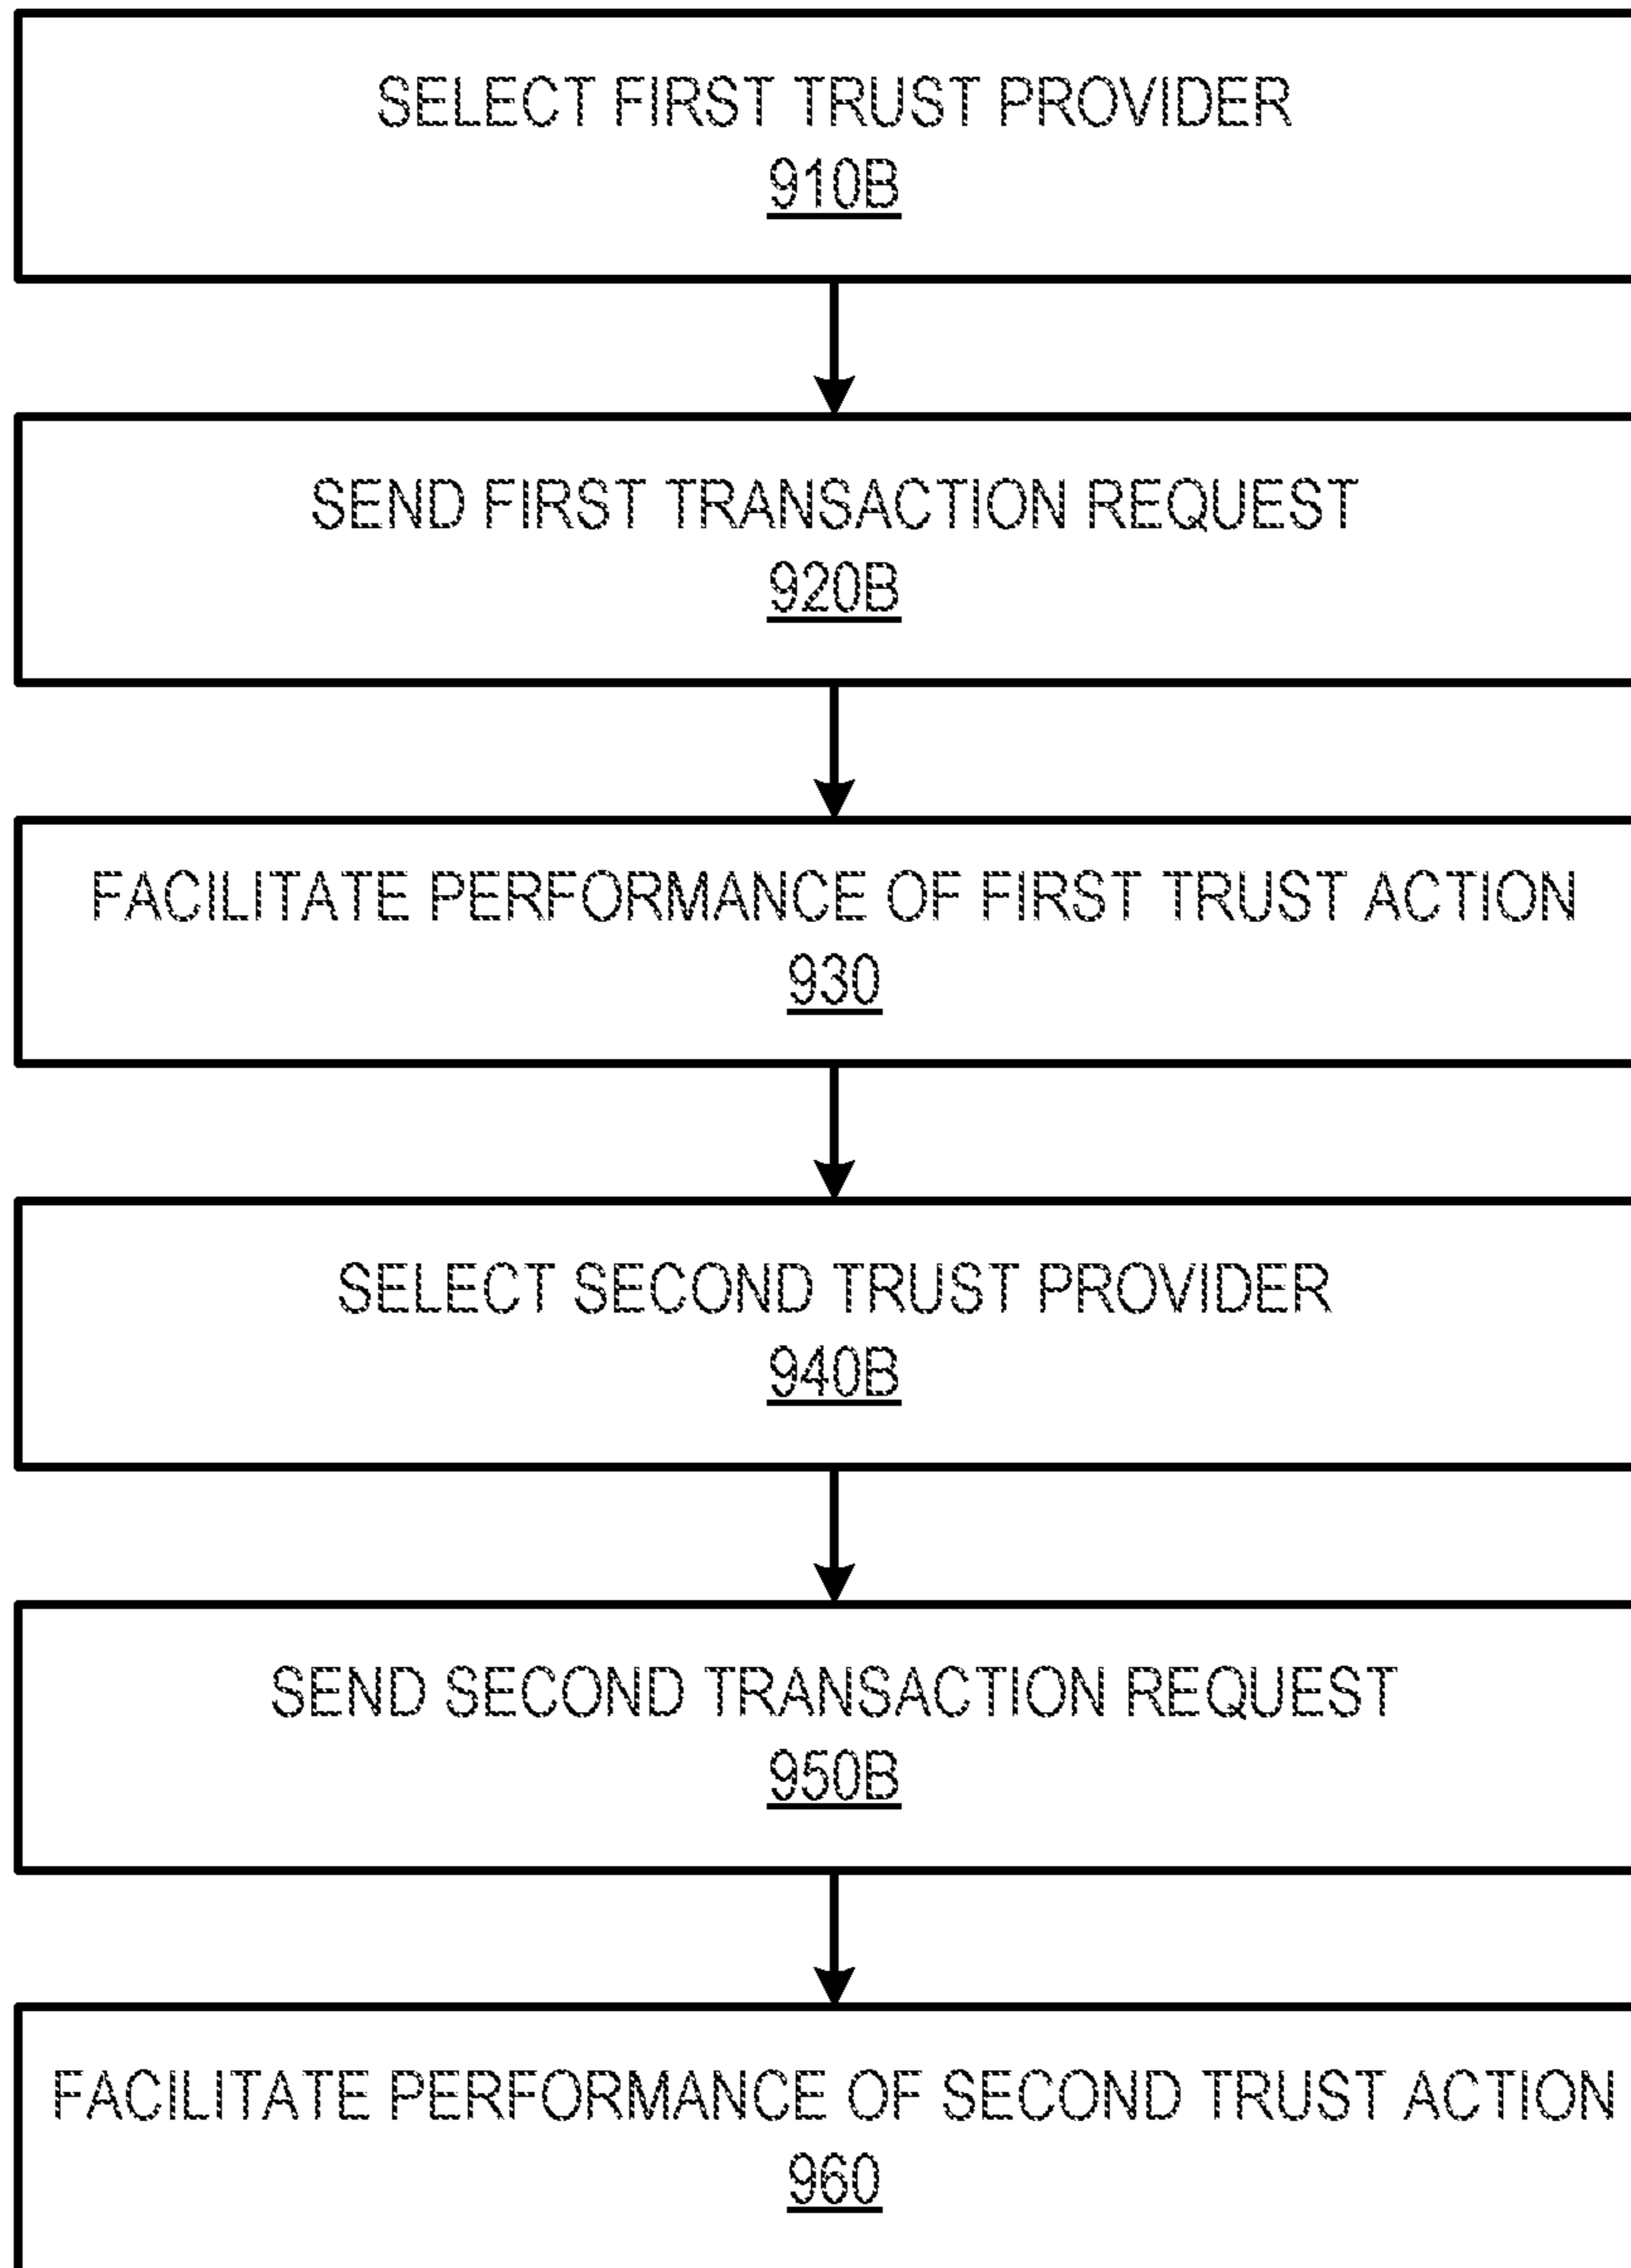 SELECT FIRST TRUST PROVIDER
910B
SEND FIRST TRANSACTION REQUEST
920B
FACILITATE PERFORMANCE OF FIRST TRUST ACTION
930
SELECT SECOND TRUST PROVIDER
940B
SEND SECOND TRANSACTION REQUEST
950B
FACILITATE PERFORMANCE OF SECOND TRUST ACTION
960